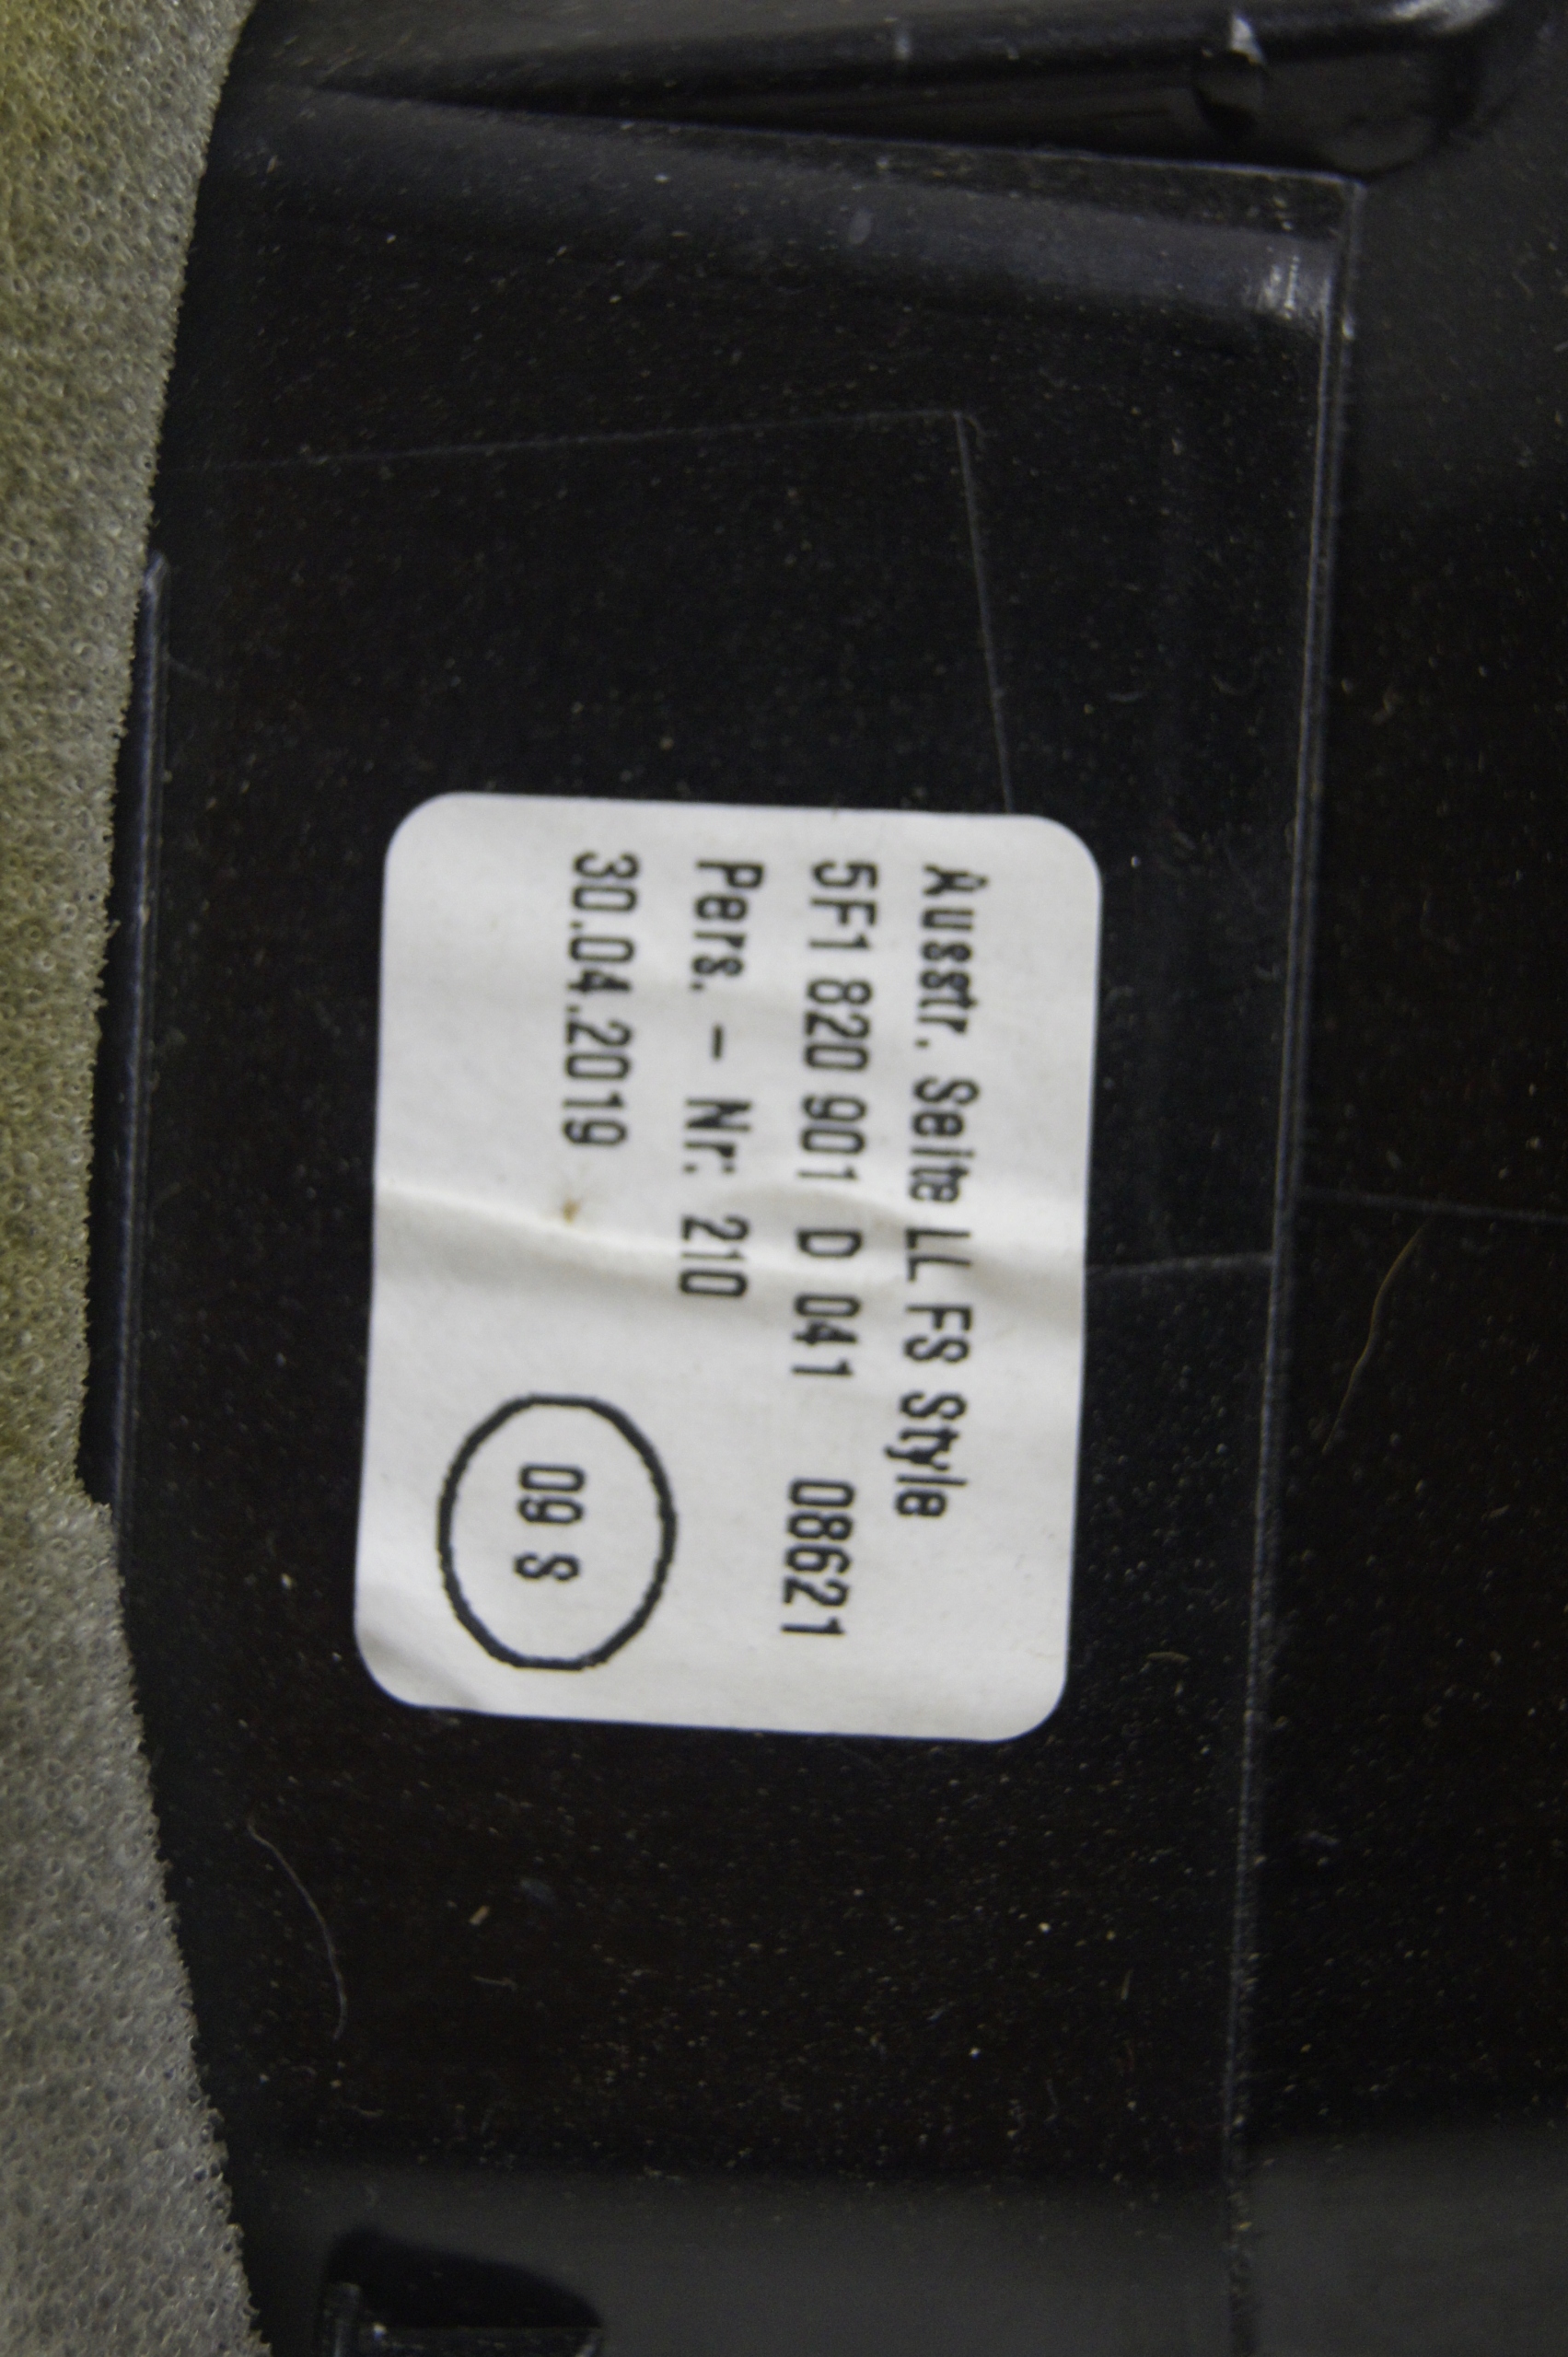 Ausstr. Seite LL FS Style
5F1 820 901 D 041 08621
Pers. - Nr: 210
30.04.2019
09 S